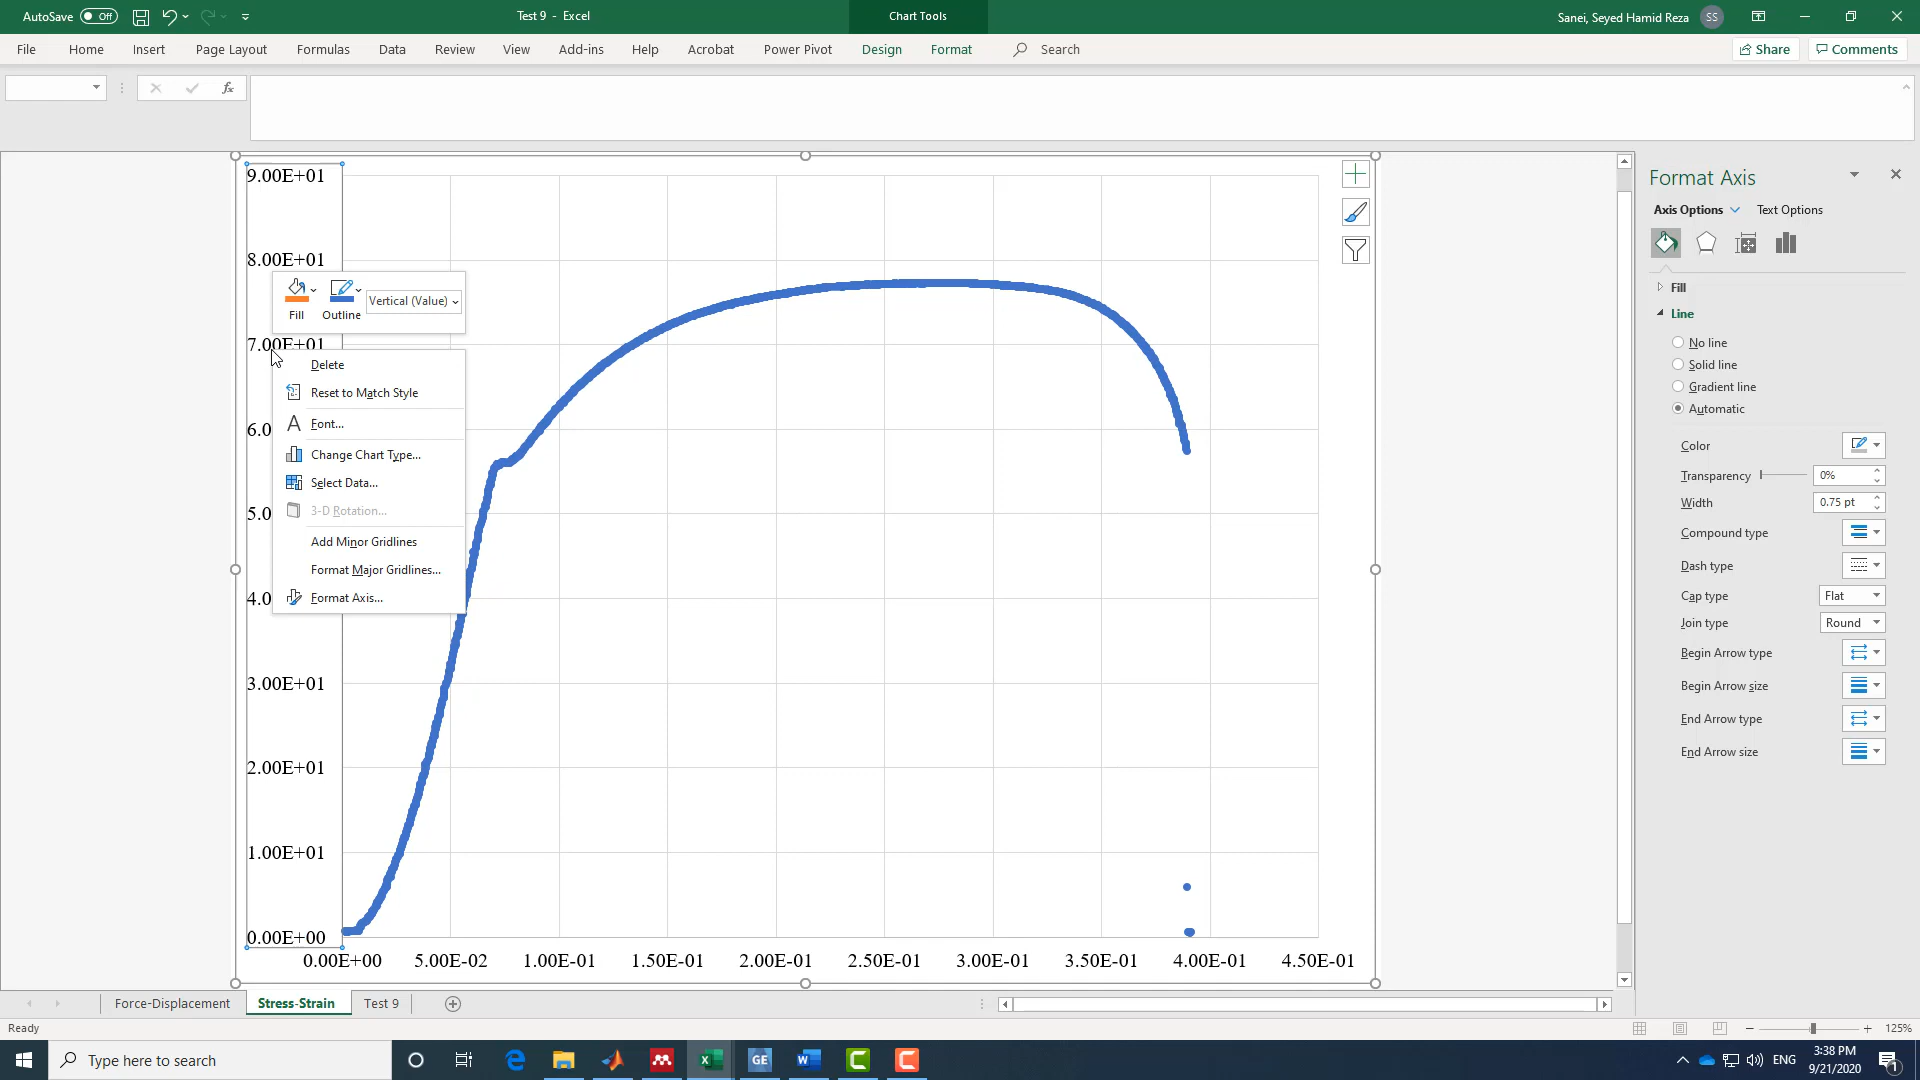 AutoSave Off
Test 9 - Excel
Chart Tools
Sanei, Seyed Hamid Reza SS
File Home Insert Page Layout Formulas Data Review View Add-ins Help Acrobat Power Pivot Design Format Search Share Comments
fx
9.00E+01
8.00E+01
Fill
Outline
Vertical (Value)
7.00E+01
Delete
Reset to Match Style
6.0
Font...
Change Chart Type...
Select Data...
5.0
3-D Rotation...
Add Minor Gridlines
Format Major Gridlines...
4.0
Format Axis...
3.00E+01
2.00E+01
1.00E+01
0.00E+00
0.00E+00 5.00E-02 1.00E-01 1.50E-01 2.00E-01 2.50E-01 3.00E-01 3.50E-01 4.00E-01 4.50E-01
Format Axis
Axis Options Text Options
Fill
Line
No line
Solid line
Gradient line
Automatic
Color
Transparency 0%
Width 0.75 pt
Compound type
Dash type
Cap type Flat
Join type Round
Begin Arrow type
Begin Arrow size
End Arrow type
End Arrow size
Force-Displacement Stress-Strain Test 9
Ready
125%
Type here to search
GE
ENG
3:38 PM
9/21/2020
1